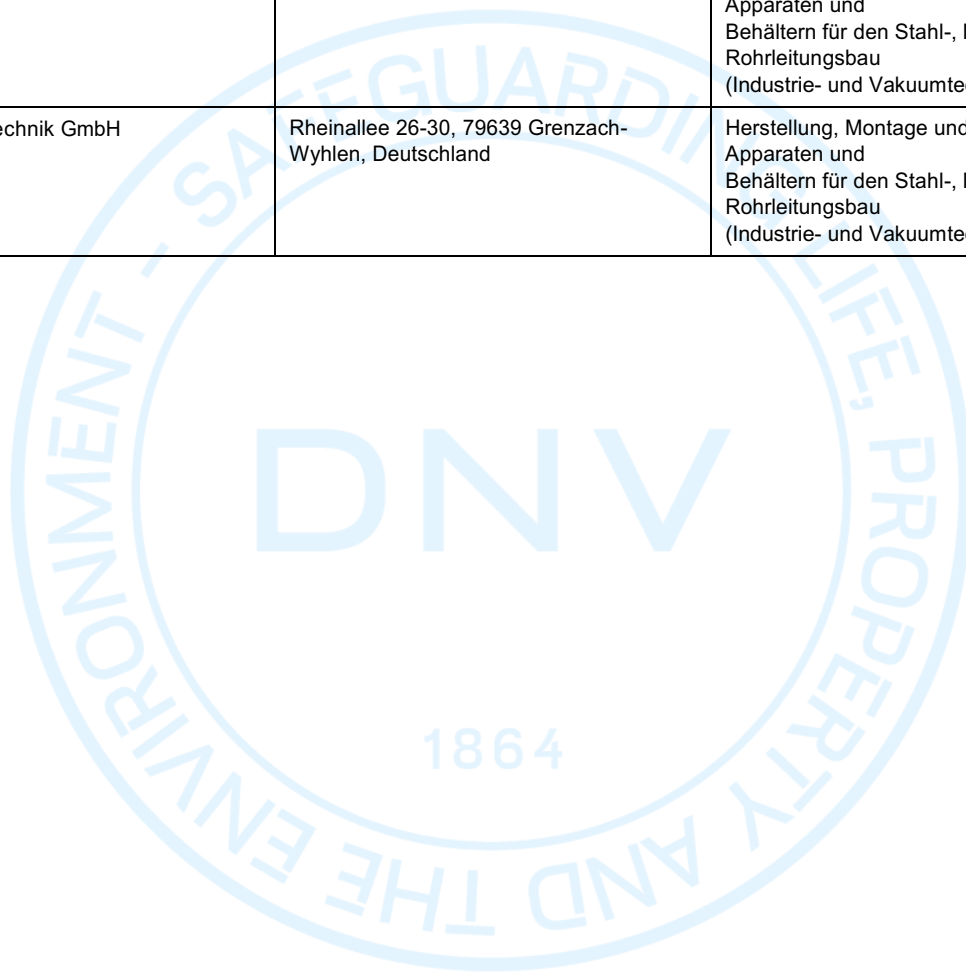 Apparaten und
Behältern für den Stahl-,
Rohrleitungsbau
(Industrie- und
echnik GmbH
Rheinallee 26-30, 79639 Grenzach-
Wyhlen, Deutschland
Herstellung, Montage und
Apparaten und
Behältern für den Stahl-,
Rohrleitungsbau
(Industrie- und
SAFEGUARDING LIFE, PROPERTY AND THE ENVIRONMENT -
DNV
1864